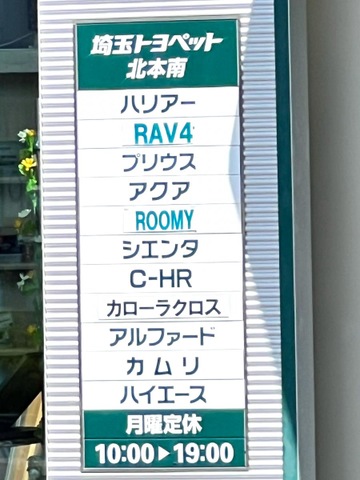 埼玉トヨペット
北本南
ハリアー
RAV4
プリウス
アクア
ROOMY
シエンタ
C-HR
カローラクロス
アルファード
カムリ
ハイエース
月曜定休
10:00▶19:00